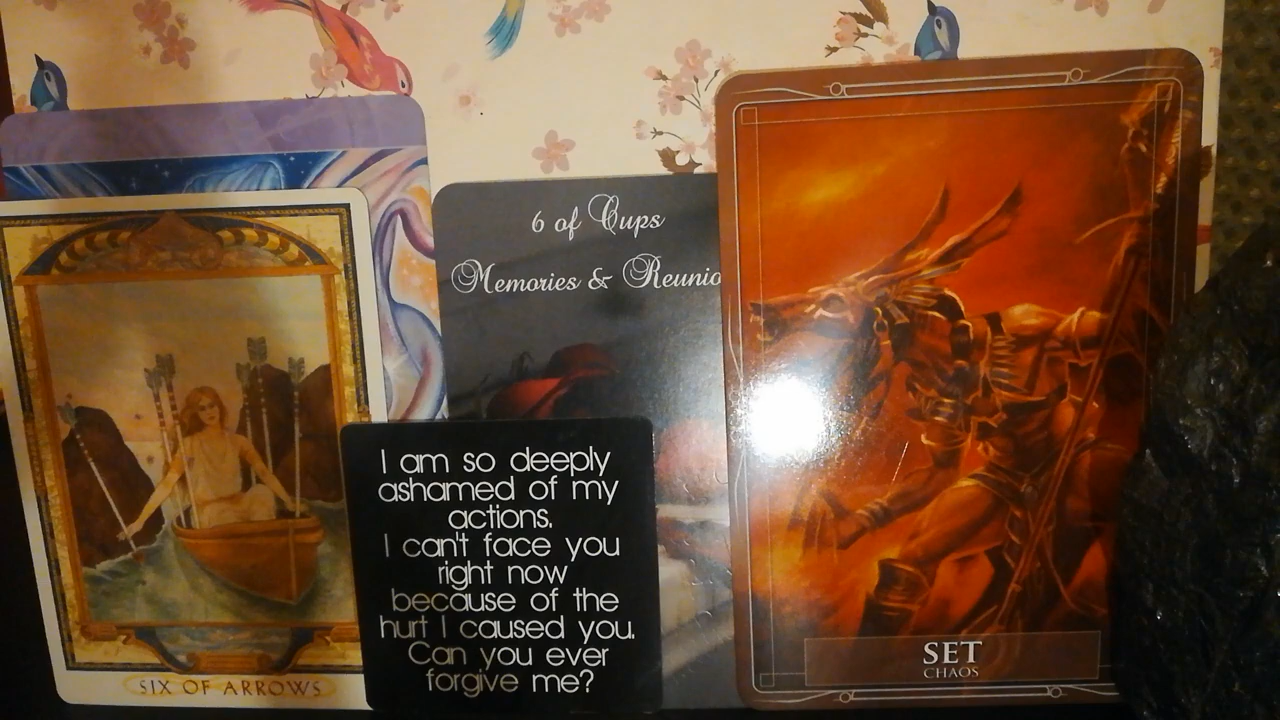 6 of Cups
Memories & Reunio
I am so deeply
ashamed of my
actions.
I can't face you
right now
because of the
hurt I caused you.
Can you ever
forgive me?
SIX OF ARROWS
SET
CHAOS